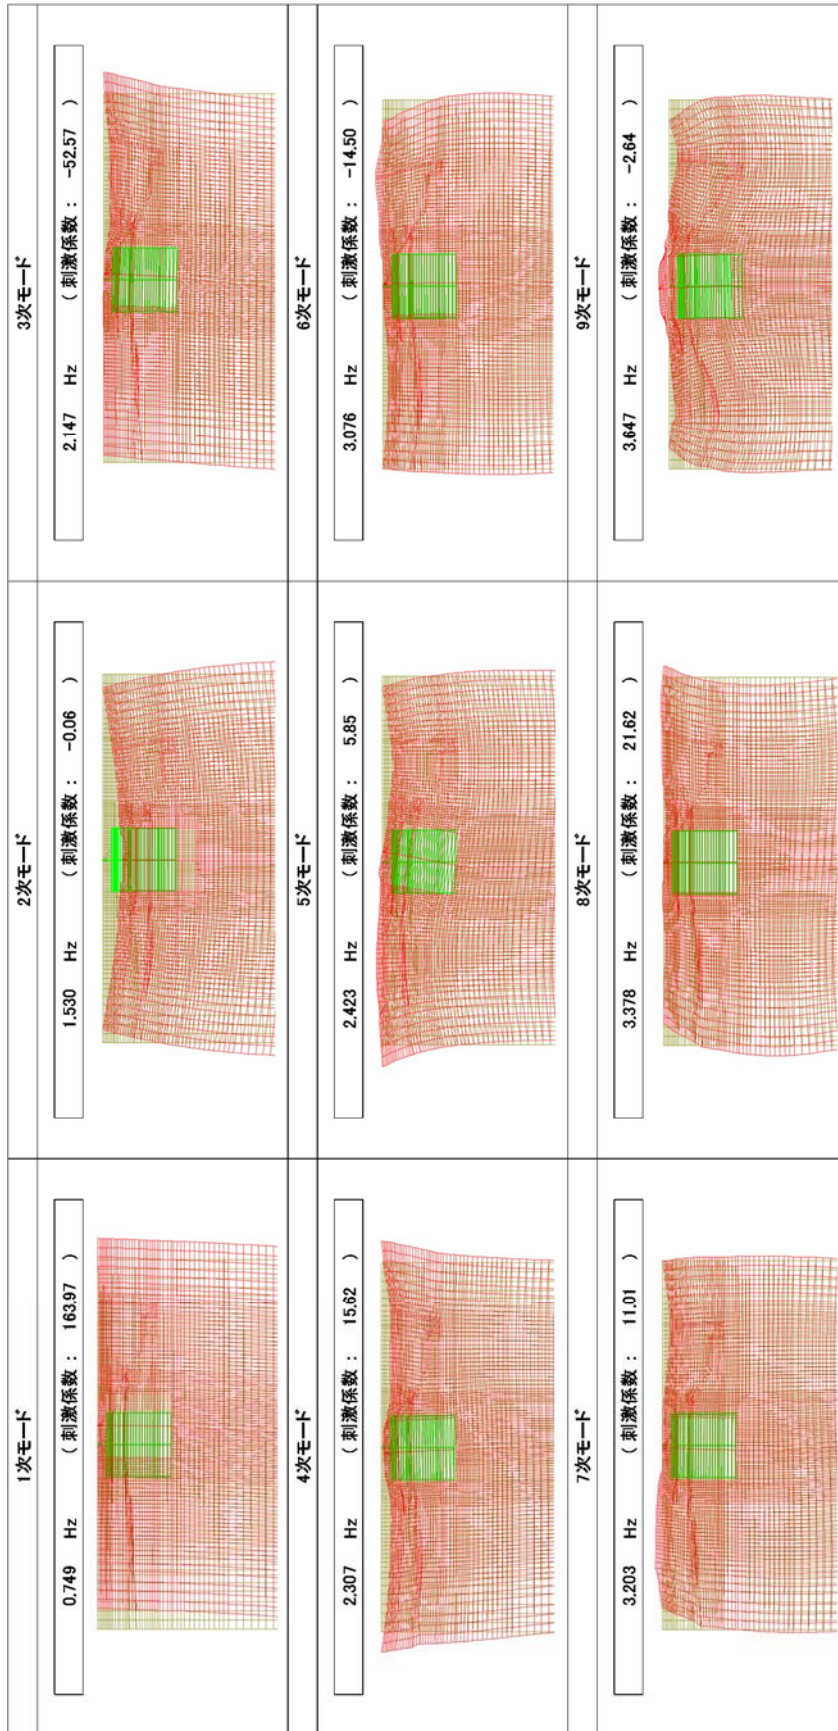 1次モード
0.749 Hz (刺激係数: 163.97 )
2次モード
1.530 Hz (刺激係数: -0.06 )
3次モード
2.147 Hz (刺激係数: -52.57 )
4次モード
2.307 Hz (刺激係数: 15.62 )
5次モード
2.423 Hz (刺激係数: 5.85 )
6次モード
3.076 Hz (刺激係数: -14.50 )
7次モード
3.203 Hz (刺激係数: 11.01 )
8次モード
3.378 Hz (刺激係数: 21.62 )
9次モード
3.647 Hz (刺激係数: -2.64 )